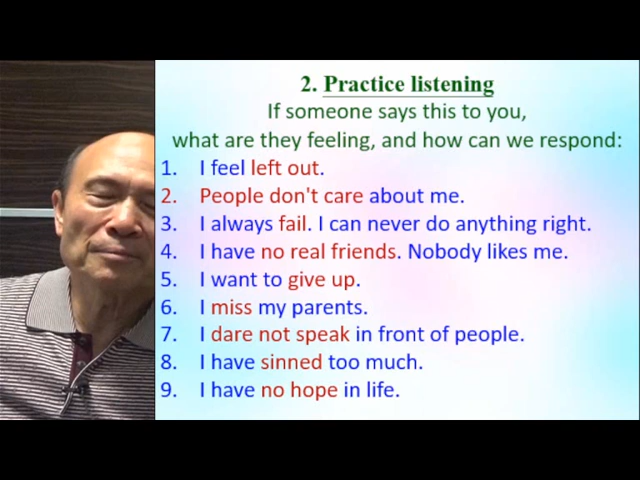 2. Practice listening
If someone says this to you,
what are they feeling, and how can we respond:
1. I feel left out.
2. People don't care about me.
3. I always fail. I can never do anything right.
4. I have no real friends. Nobody likes me.
5. I want to give up.
6. I miss my parents.
7. I dare not speak in front of people.
8. I have sinned too much.
9. I have no hope in life.